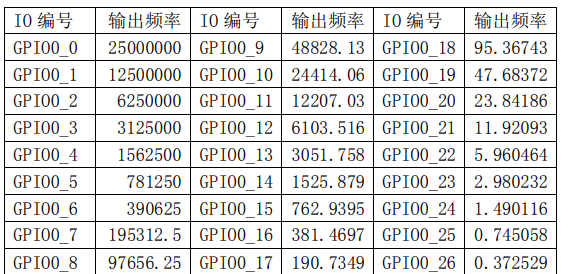 IO 编号 输出频率 IO 编号 输出频率 IO 编号 输出频率
GPIO0_0 25000000 GPIO0_9 48828.13 GPIO0_18 95.36743
GPIO0_1 12500000 GPIO0_10 24414.06 GPIO0_19 47.68372
GPIO0_2 6250000 GPIO0_11 12207.03 GPIO0_20 23.84186
GPIO0_3 3125000 GPIO0_12 6103.516 GPIO0_21 11.92093
GPIO0_4 1562500 GPIO0_13 3051.758 GPIO0_22 5.960464
GPIO0_5 781250 GPIO0_14 1525.879 GPIO0_23 2.980232
GPIO0_6 390625 GPIO0_15 762.9395 GPIO0_24 1.490116
GPIO0_7 195312.5 GPIO0_16 381.4697 GPIO0_25 0.745058
GPIO0_8 97656.25 GPIO0_17 190.7349 GPIO0_26 0.372529